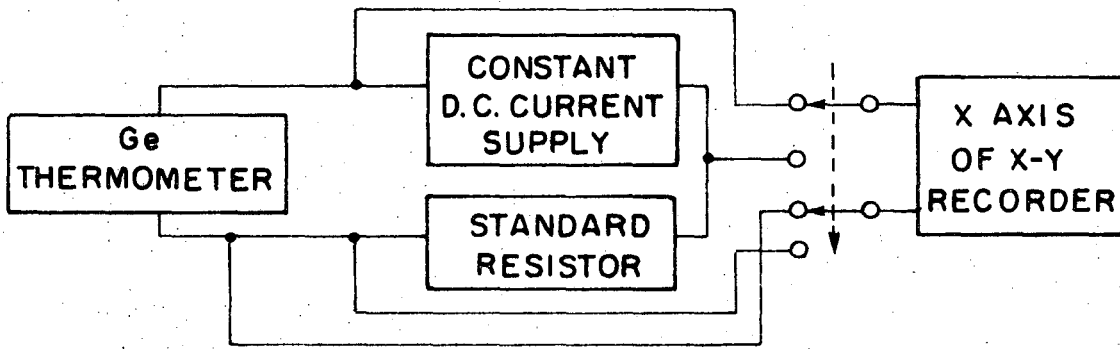 Ge
THERMOMETER
CONSTANT
D.C. CURRENT
SUPPLY
STANDARD
RESISTOR
X AXIS
OF X-Y
RECORDER